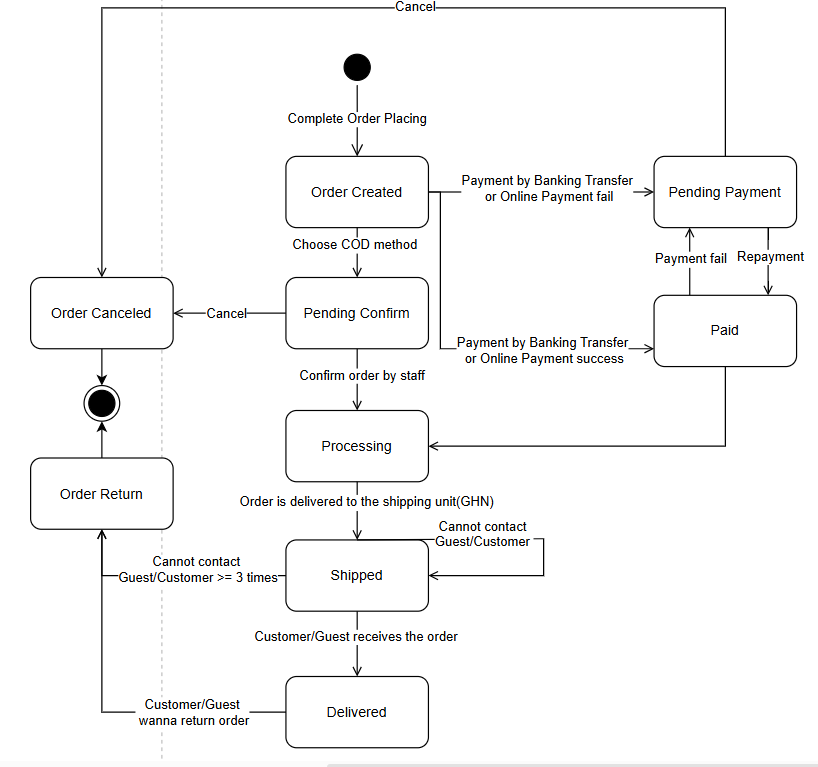 Cancel
Complete Order Placing
Order Created
Payment by Banking Transfer
or Online Payment fail
Pending Payment
Choose COD method
Payment fail
Repayment
Order Canceled
Cancel
Pending Confirm
Paid
Payment by Banking Transfer
or Online Payment success
Confirm order by staff
Processing
Order Return
Order is delivered to the shipping unit(GHN)
Cannot contact
Guest/Customer
Cannot contact
Guest/Customer >= 3 times
Shipped
Customer/Guest receives the order
Customer/Guest
wanna return order
Delivered